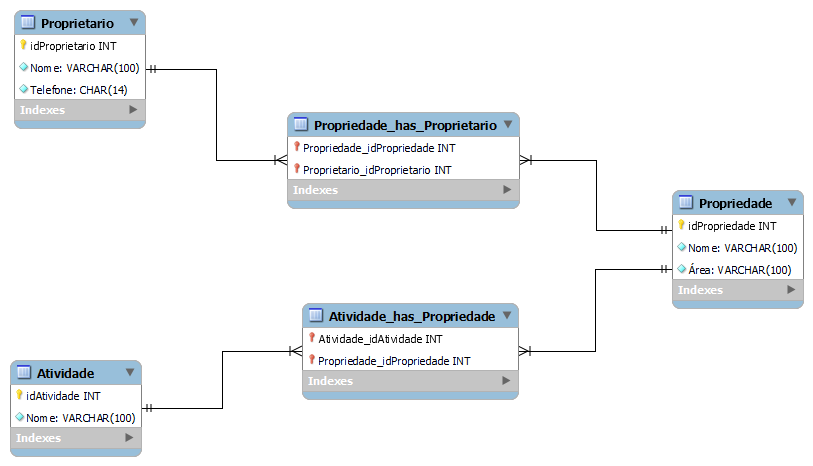 Proprietario
idProprietario INT
Nome: VARCHAR(100)
Telefone: CHAR(14)
Indexes
Propriedade_has_Proprietario
Propriedade_idPropriedade INT
Proprietario_idProprietario INT
Indexes
Propriedade
idPropriedade INT
Nome: VARCHAR(100)
Área: VARCHAR(100)
Indexes
Atividade_has_Propriedade
Atividade_idAtividade INT
Propriedade_idPropriedade INT
Indexes
Atividade
idAtividade INT
Nome: VARCHAR(100)
Indexes